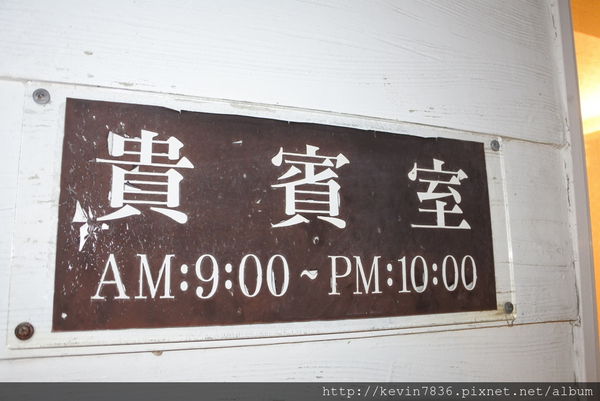 貴賓室
AM:9:00~PM:10:00
http://kevin7836.pixnet.net/album